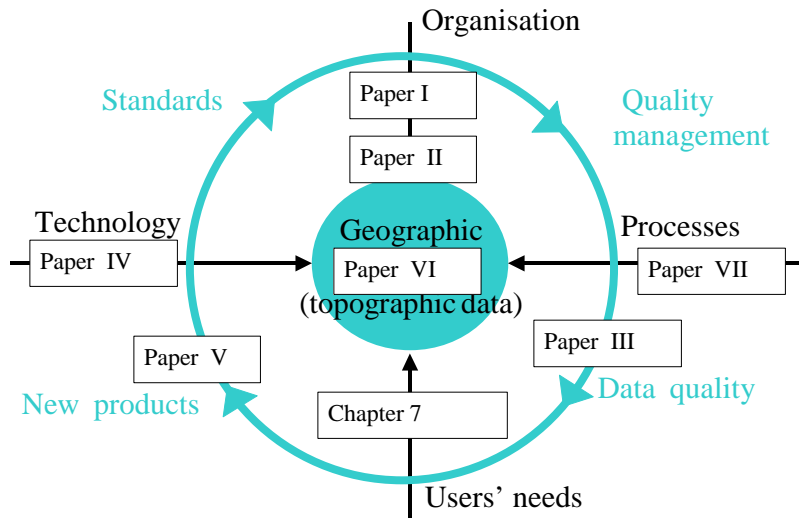 Organisation
Standards
Paper I
Quality
management
Paper II
Technology
Geographic
Processes
Paper IV
Paper VI
Paper VII
(topographic data)
Paper V
Paper III
New products
Data quality
Chapter 7
Users’ needs